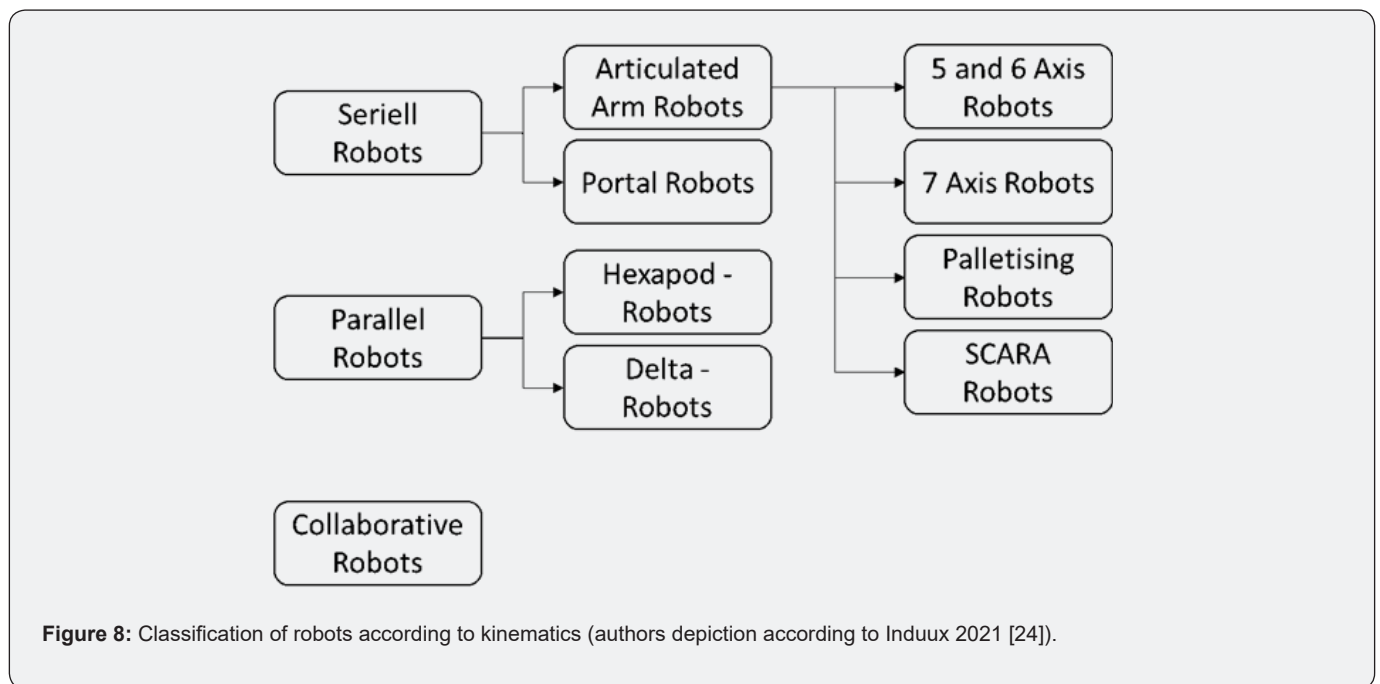 Seriell
Robots
Articulated
Arm Robots
Portal Robots
5 and 6 Axis
Robots
7 Axis Robots
Palletising
Robots
SCARA
Robots
Parallel
Robots
Hexapod -
Robots
Delta -
Robots
Collaborative
Robots
Figure 8: Classification of robots according to kinematics (authors depiction according to Induux 2021 [24]).